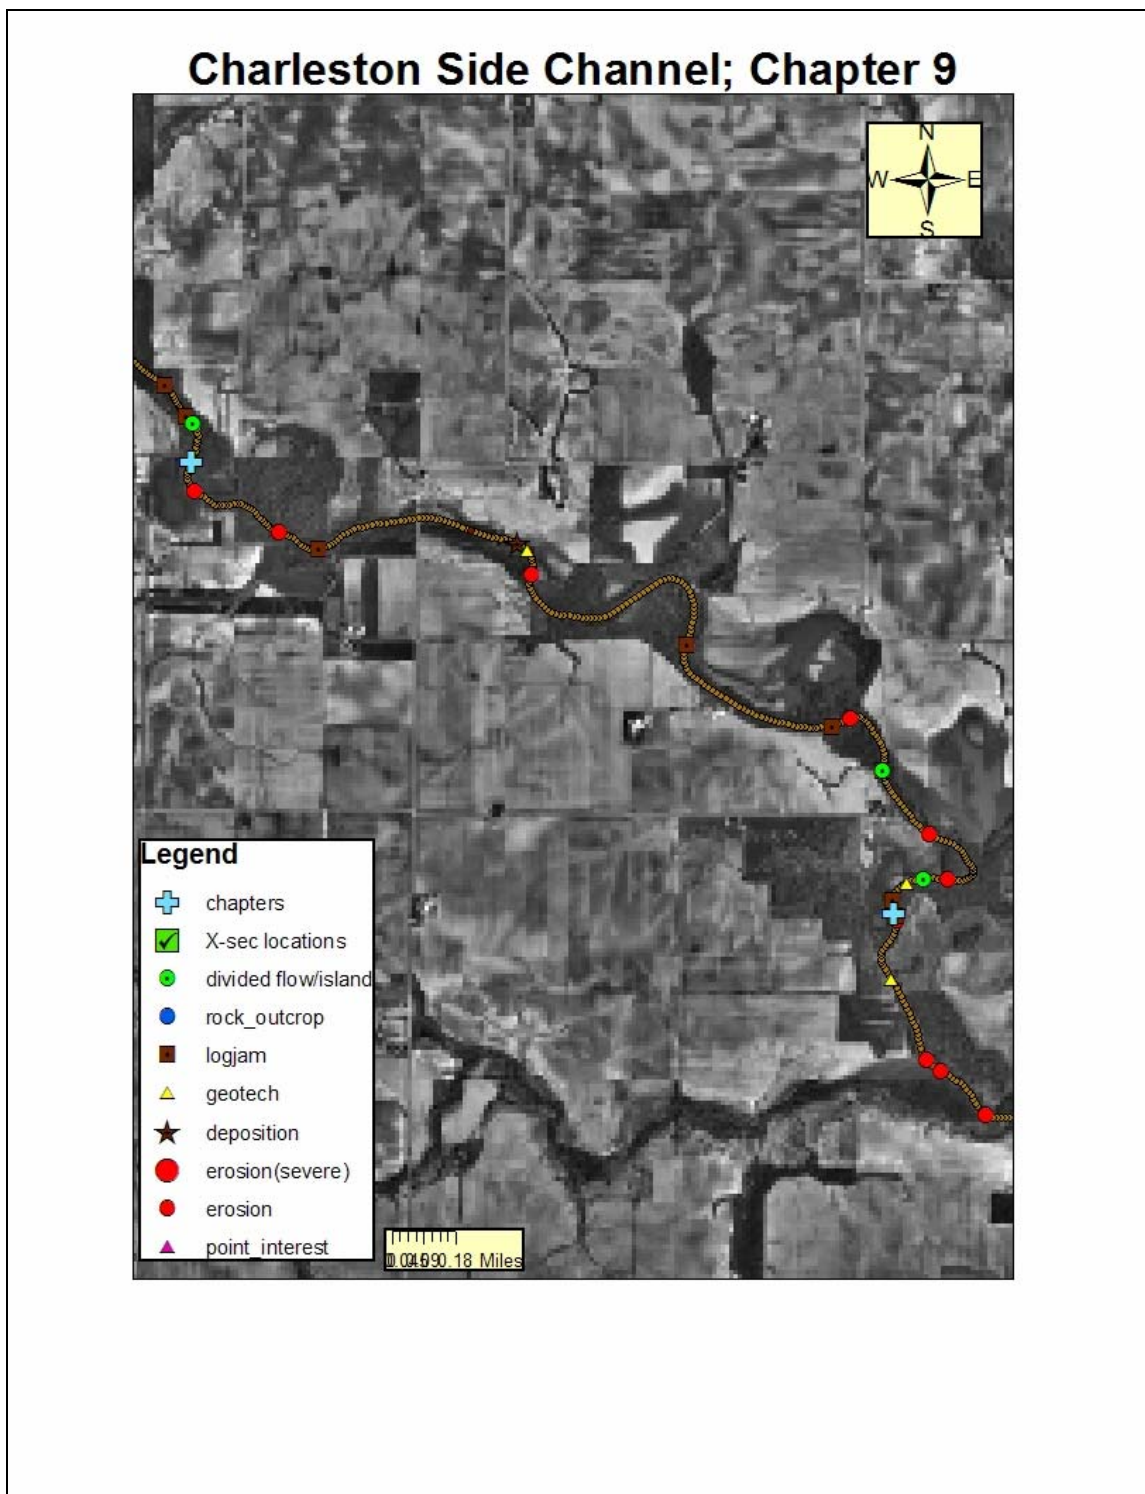 Charleston Side Channel; Chapter 9
N
W E
S
Legend
chapters
X-sec locations
divided flow/island
rock_outcrop
logjam
geotech
deposition
erosion(severe)
erosion
point_interest
0.18 Miles